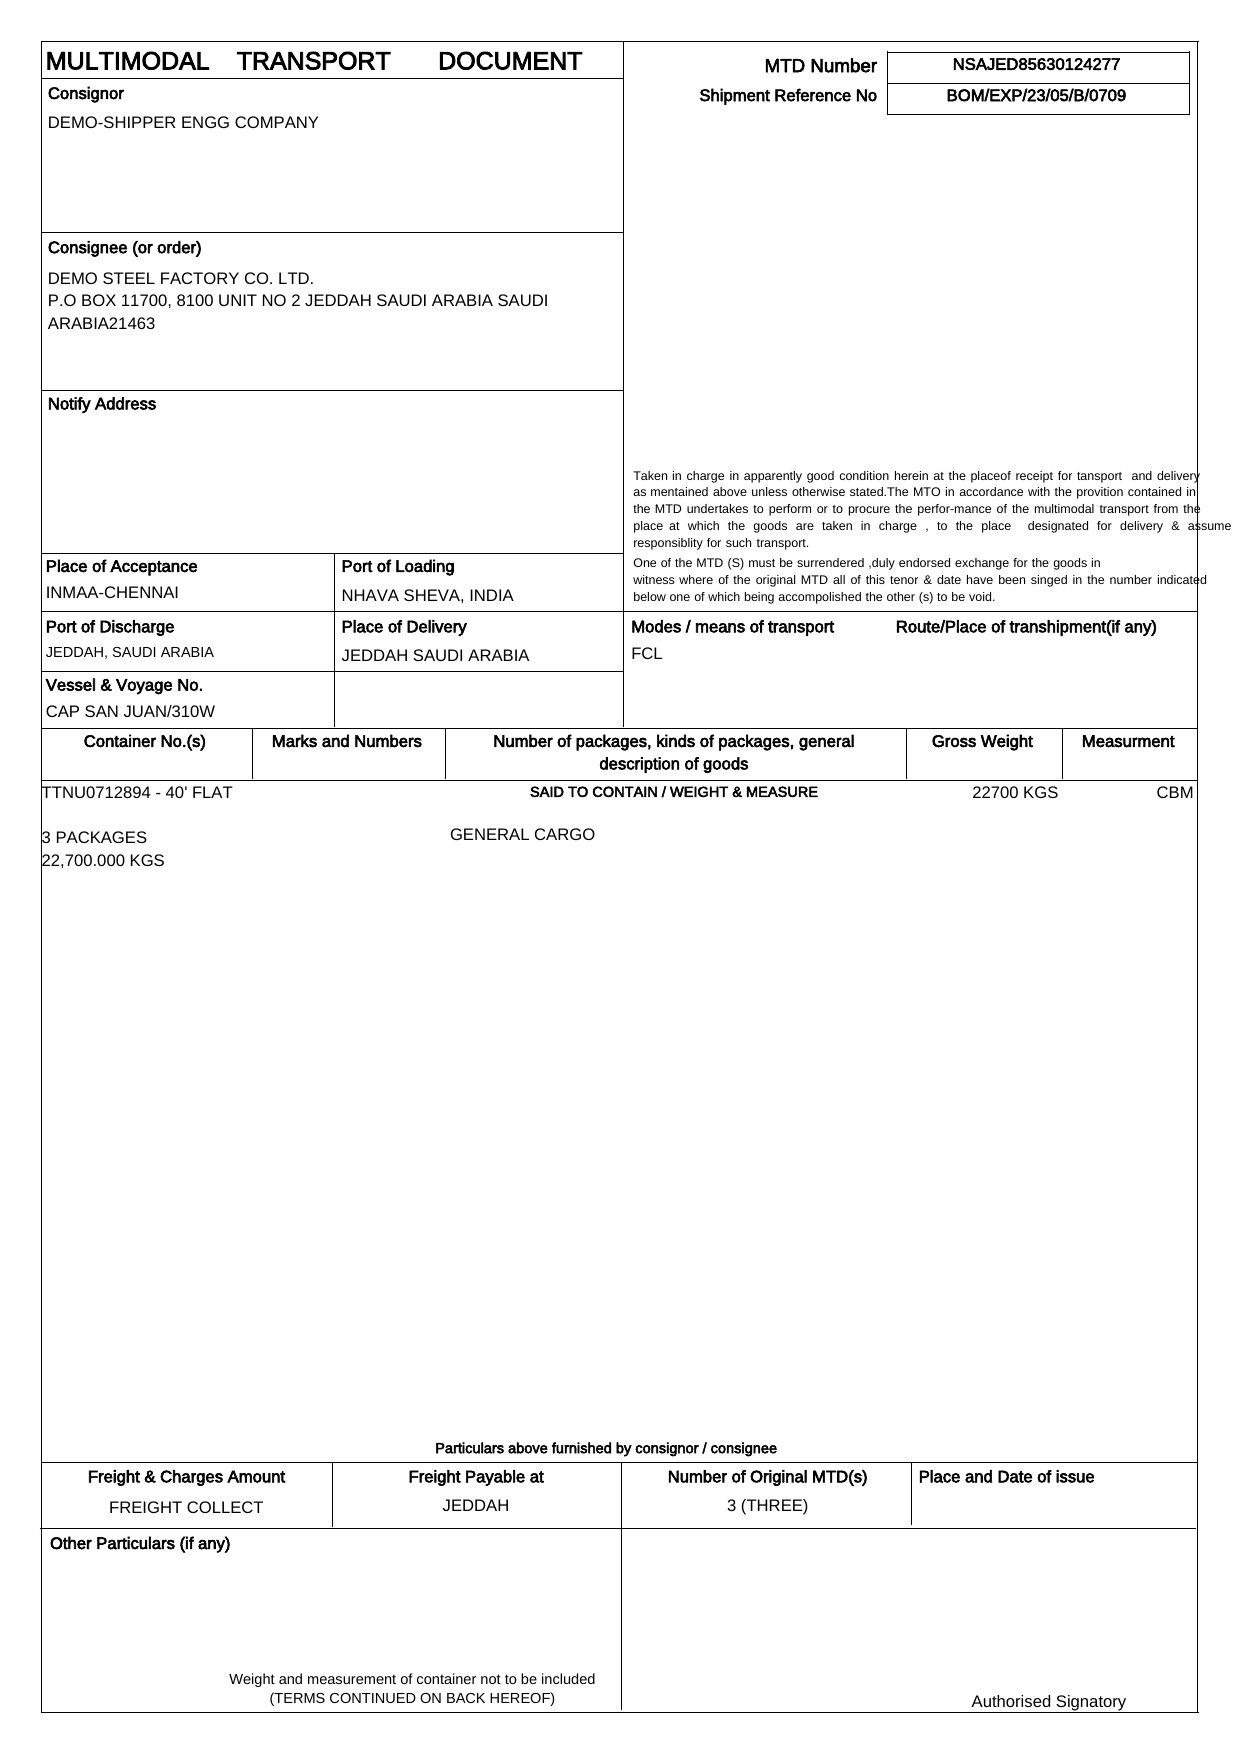 MULTIMODAL TRANSPORT DOCUMENT
MTD Number NSAJED85630124277
Shipment Reference No BOM/EXP/23/05/B/0709
Consignor
DEMO-SHIPPER ENGG COMPANY
Consignee (or order)
DEMO STEEL FACTORY CO. LTD.
P.O BOX 11700, 8100 UNIT NO 2 JEDDAH SAUDI ARABIA SAUDI
ARABIA21463
Notify Address
Taken in charge in apparently good condition herein at the placeof receipt for tansport and delivery
as mentained above unless otherwise stated.The MTO in accordance with the provition contained in
the MTD undertakes to perform or to procure the perfor-mance of the multimodal transport from the
place at which the goods are taken in charge , to the place designated for delivery & assume
responsiblity for such transport.
One of the MTD (S) must be surrendered ,duly endorsed exchange for the goods in
witness where of the original MTD all of this tenor & date have been singed in the number indicated
below one of which being accompolished the other (s) to be void.
Place of Acceptance Port of Loading
INMAA-CHENNAI NHAVA SHEVA, INDIA
Port of Discharge Place of Delivery Modes / means of transport Route/Place of transhipment(if any)
JEDDAH, SAUDI ARABIA JEDDAH SAUDI ARABIA FCL
Vessel & Voyage No.
CAP SAN JUAN/310W
Container No.(s) Marks and Numbers Number of packages, kinds of packages, general Gross Weight Measurment
description of goods
TTNU0712894 - 40' FLAT SAID TO CONTAIN / WEIGHT & MEASURE 22700 KGS CBM
3 PACKAGES GENERAL CARGO
22,700.000 KGS
Particulars above furnished by consignor / consignee
Freight & Charges Amount Freight Payable at Number of Original MTD(s) Place and Date of issue
FREIGHT COLLECT JEDDAH 3 (THREE)
Other Particulars (if any)
Weight and measurement of container not to be included
(TERMS CONTINUED ON BACK HEREOF)
Authorised Signatory